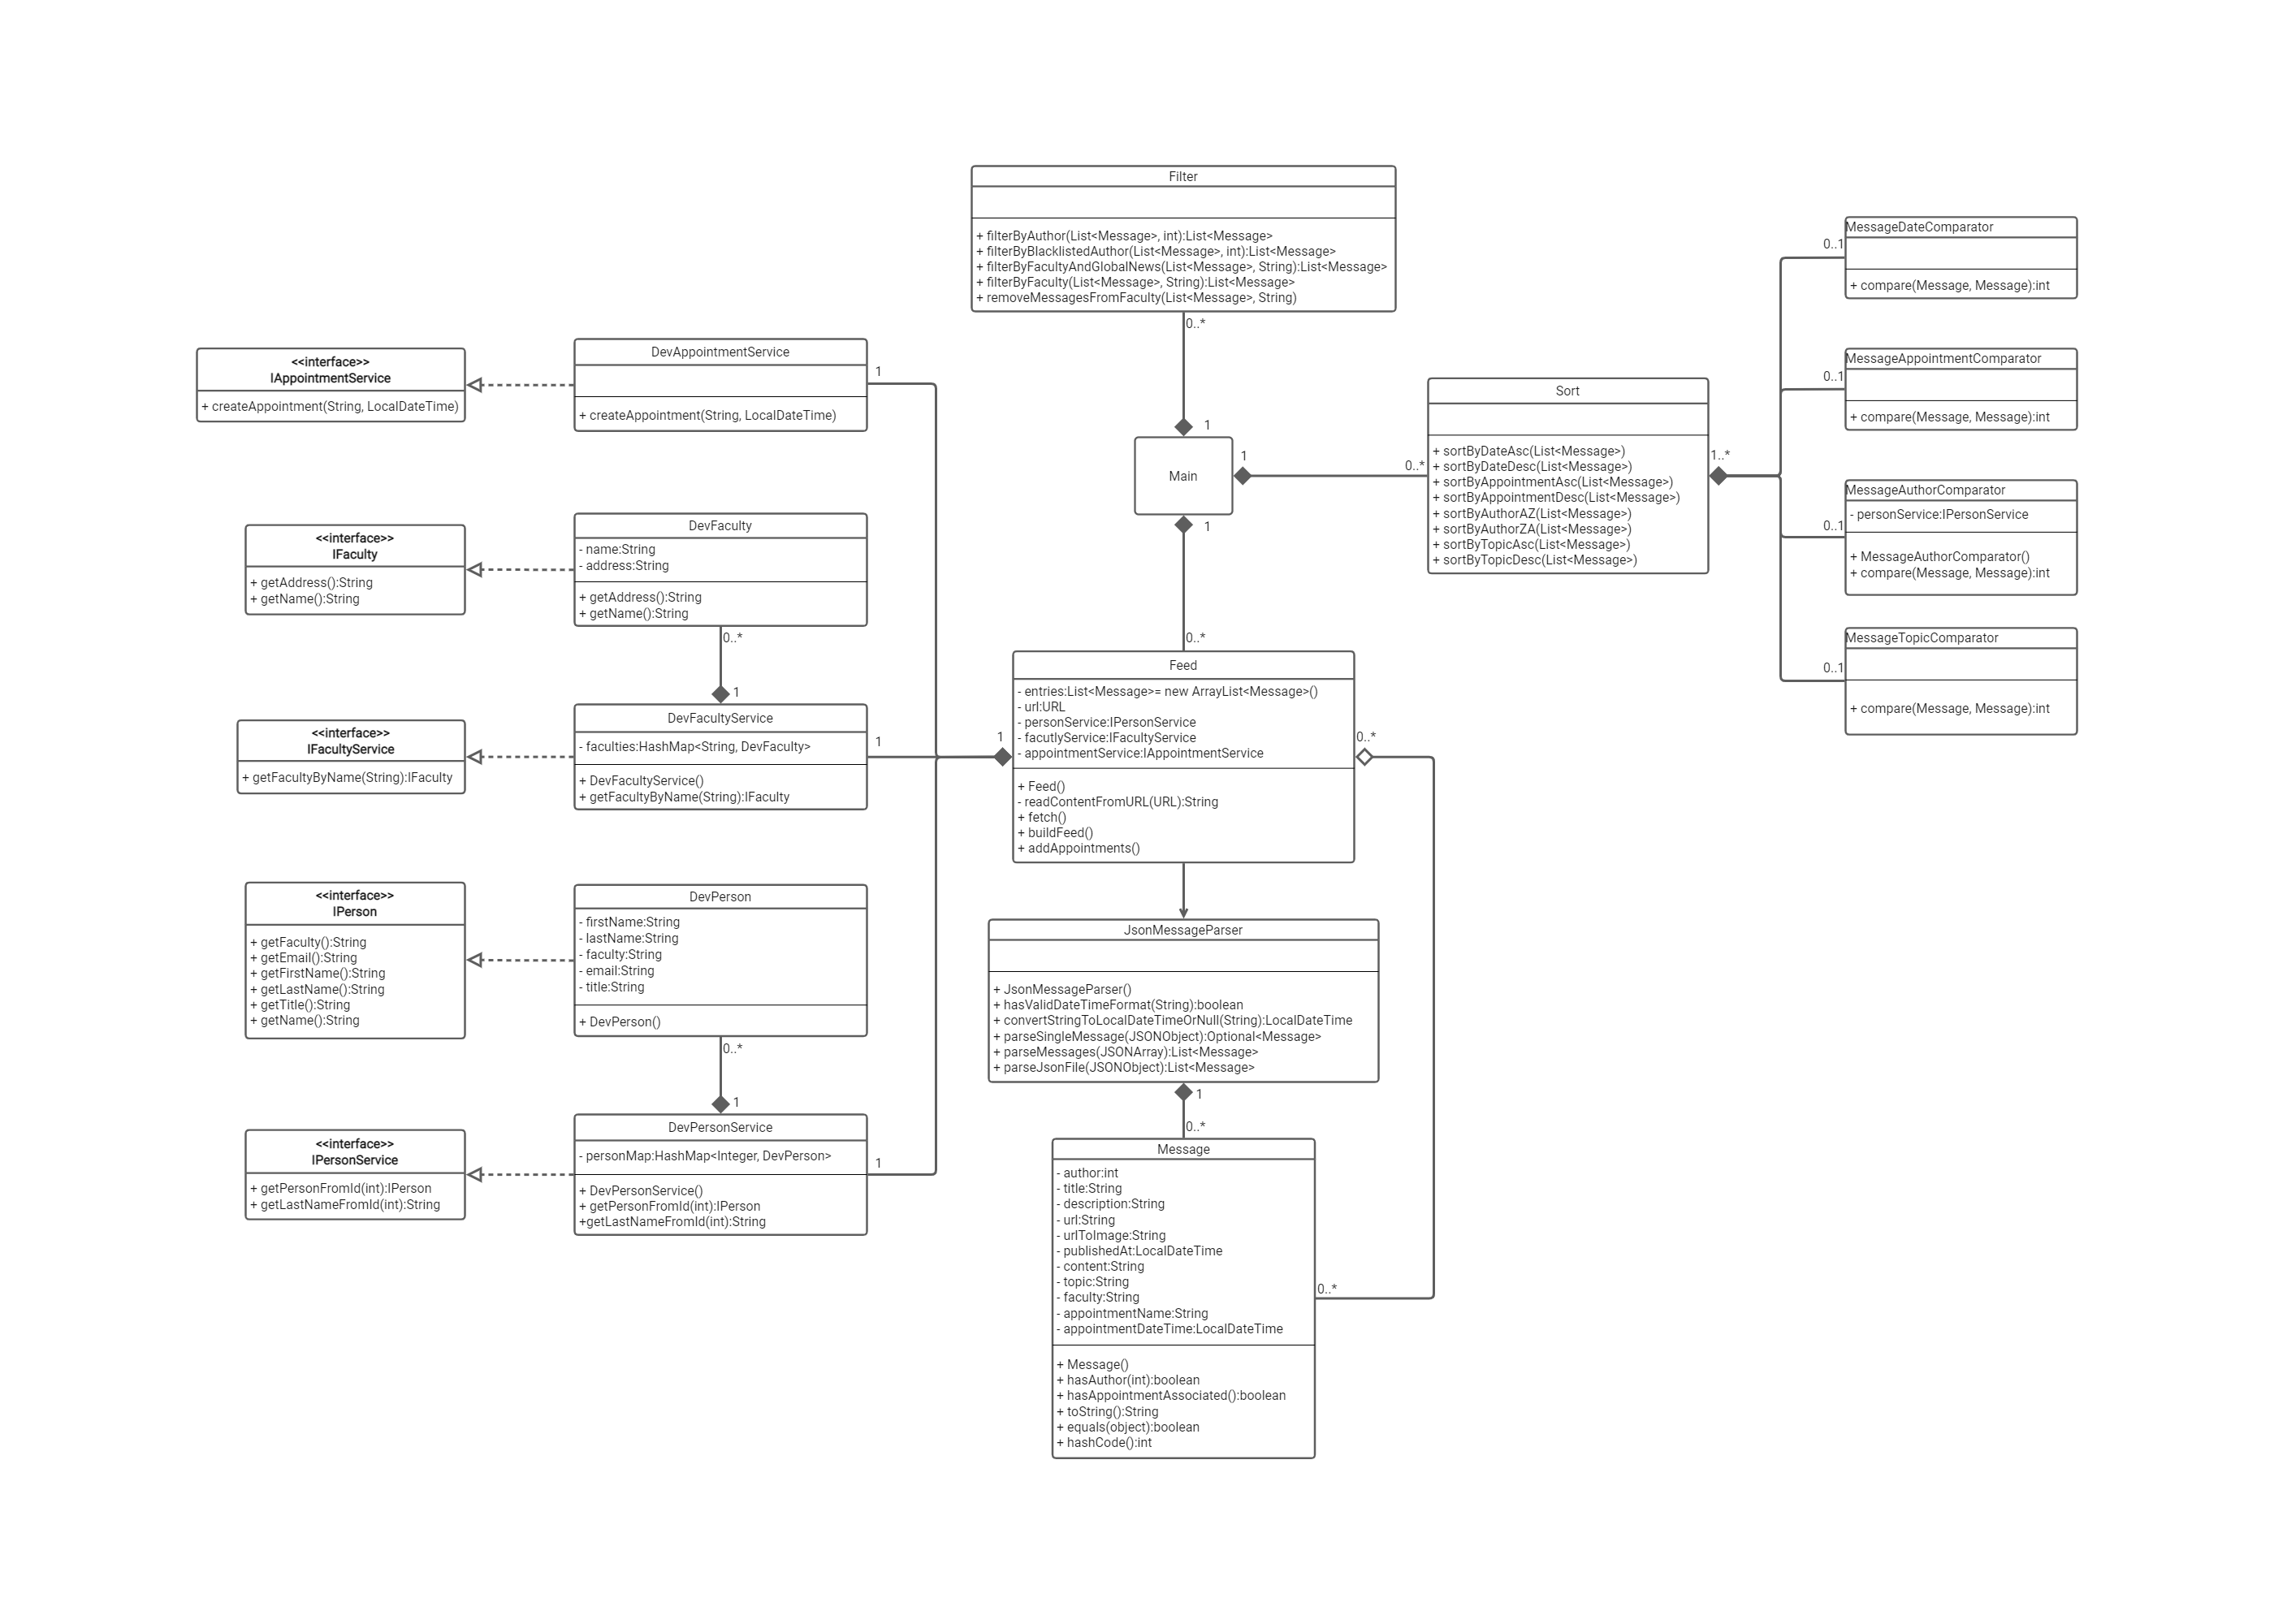 Filter
+ filterByAuthor(List<Message>, int):List<Message>
+ filterByBlacklistedAuthor(List<Message>, int):List<Message>
+ filterByFacultyAndGlobalNews(List<Message>, String):List<Message>
+ filterByFaculty(List<Message>, String):List<Message>
+ removeMessagesFromFaculty(List<Message>, String)
0..*
1
Main
1
0..*
1
0..*
Sort
+ sortByDateAsc(List<Message>)
+ sortByDateDesc(List<Message>)
+ sortByAppointmentAsc(List<Message>)
+ sortByAppointmentDesc(List<Message>)
+ sortByAuthorAZ(List<Message>)
+ sortByAuthorZA(List<Message>)
+ sortByTopicAsc(List<Message>)
+ sortByTopicDesc(List<Message>)
1..*
MessageDateComparator
0..1
+ compare(Message, Message):int
MessageAppointmentComparator
0..1
+ compare(Message, Message):int
MessageAuthorComparator
- personService:IPersonService
0..1
+ MessageAuthorComparator()
+ compare(Message, Message):int
MessageTopicComparator
0..1
+ compare(Message, Message):int
<<interface>>
IAppointmentService
+ createAppointment(String, LocalDateTime)
DevAppointmentService
+ createAppointment(String, LocalDateTime)
1
<<interface>>
IFaculty
+ getAddress():String
+ getName():String
DevFaculty
- name:String
- address:String
+ getAddress():String
+ getName():String
0..*
1
<<interface>>
IFacultyService
+ getFacultyByName(String):IFaculty
DevFacultyService
- faculties:HashMap<String, DevFaculty>
+ DevFacultyService()
+ getFacultyByName(String):IFaculty
1
1
Feed
- entries:List<Message>= new ArrayList<Message>()
- url:URL
- personService:IPersonService
- facutlyService:IFacultyService
- appointmentService:IAppointmentService
+ Feed()
- readContentFromURL(URL):String
+ fetch()
+ buildFeed()
+ addAppointments()
0..*
<<interface>>
IPerson
+ getFaculty():String
+ getEmail():String
+ getFirstName():String
+ getLastName():String
+ getTitle():String
+ getName():String
DevPerson
- firstName:String
- lastName:String
- faculty:String
- email:String
- title:String
+ DevPerson()
0..*
1
<<interface>>
IPersonService
+ getPersonFromId(int):IPerson
+ getLastNameFromId(int):String
DevPersonService
- personMap:HashMap<Integer, DevPerson>
+ DevPersonService()
+ getPersonFromId(int):IPerson
+getLastNameFromId(int):String
1
JsonMessageParser
+ JsonMessageParser()
+ hasValidDateTimeFormat(String):boolean
+ convertStringToLocalDateTimeOrNull(String):LocalDateTime
+ parseSingleMessage(JSONObject):Optional<Message>
+ parseMessages(JSONArray):List<Message>
+ parseJsonFile(JSONObject):List<Message>
1
0..*
Message
- author:int
- title:String
- description:String
- url:String
- urlToImage:String
- publishedAt:LocalDateTime
- content:String
- topic:String
- faculty:String
- appointmentName:String
- appointmentDateTime:LocalDateTime
+ Message()
+ hasAuthor(int):boolean
+ hasAppointmentAssociated():boolean
+ toString():String
+ equals(object):boolean
+ hashCode():int
0..*